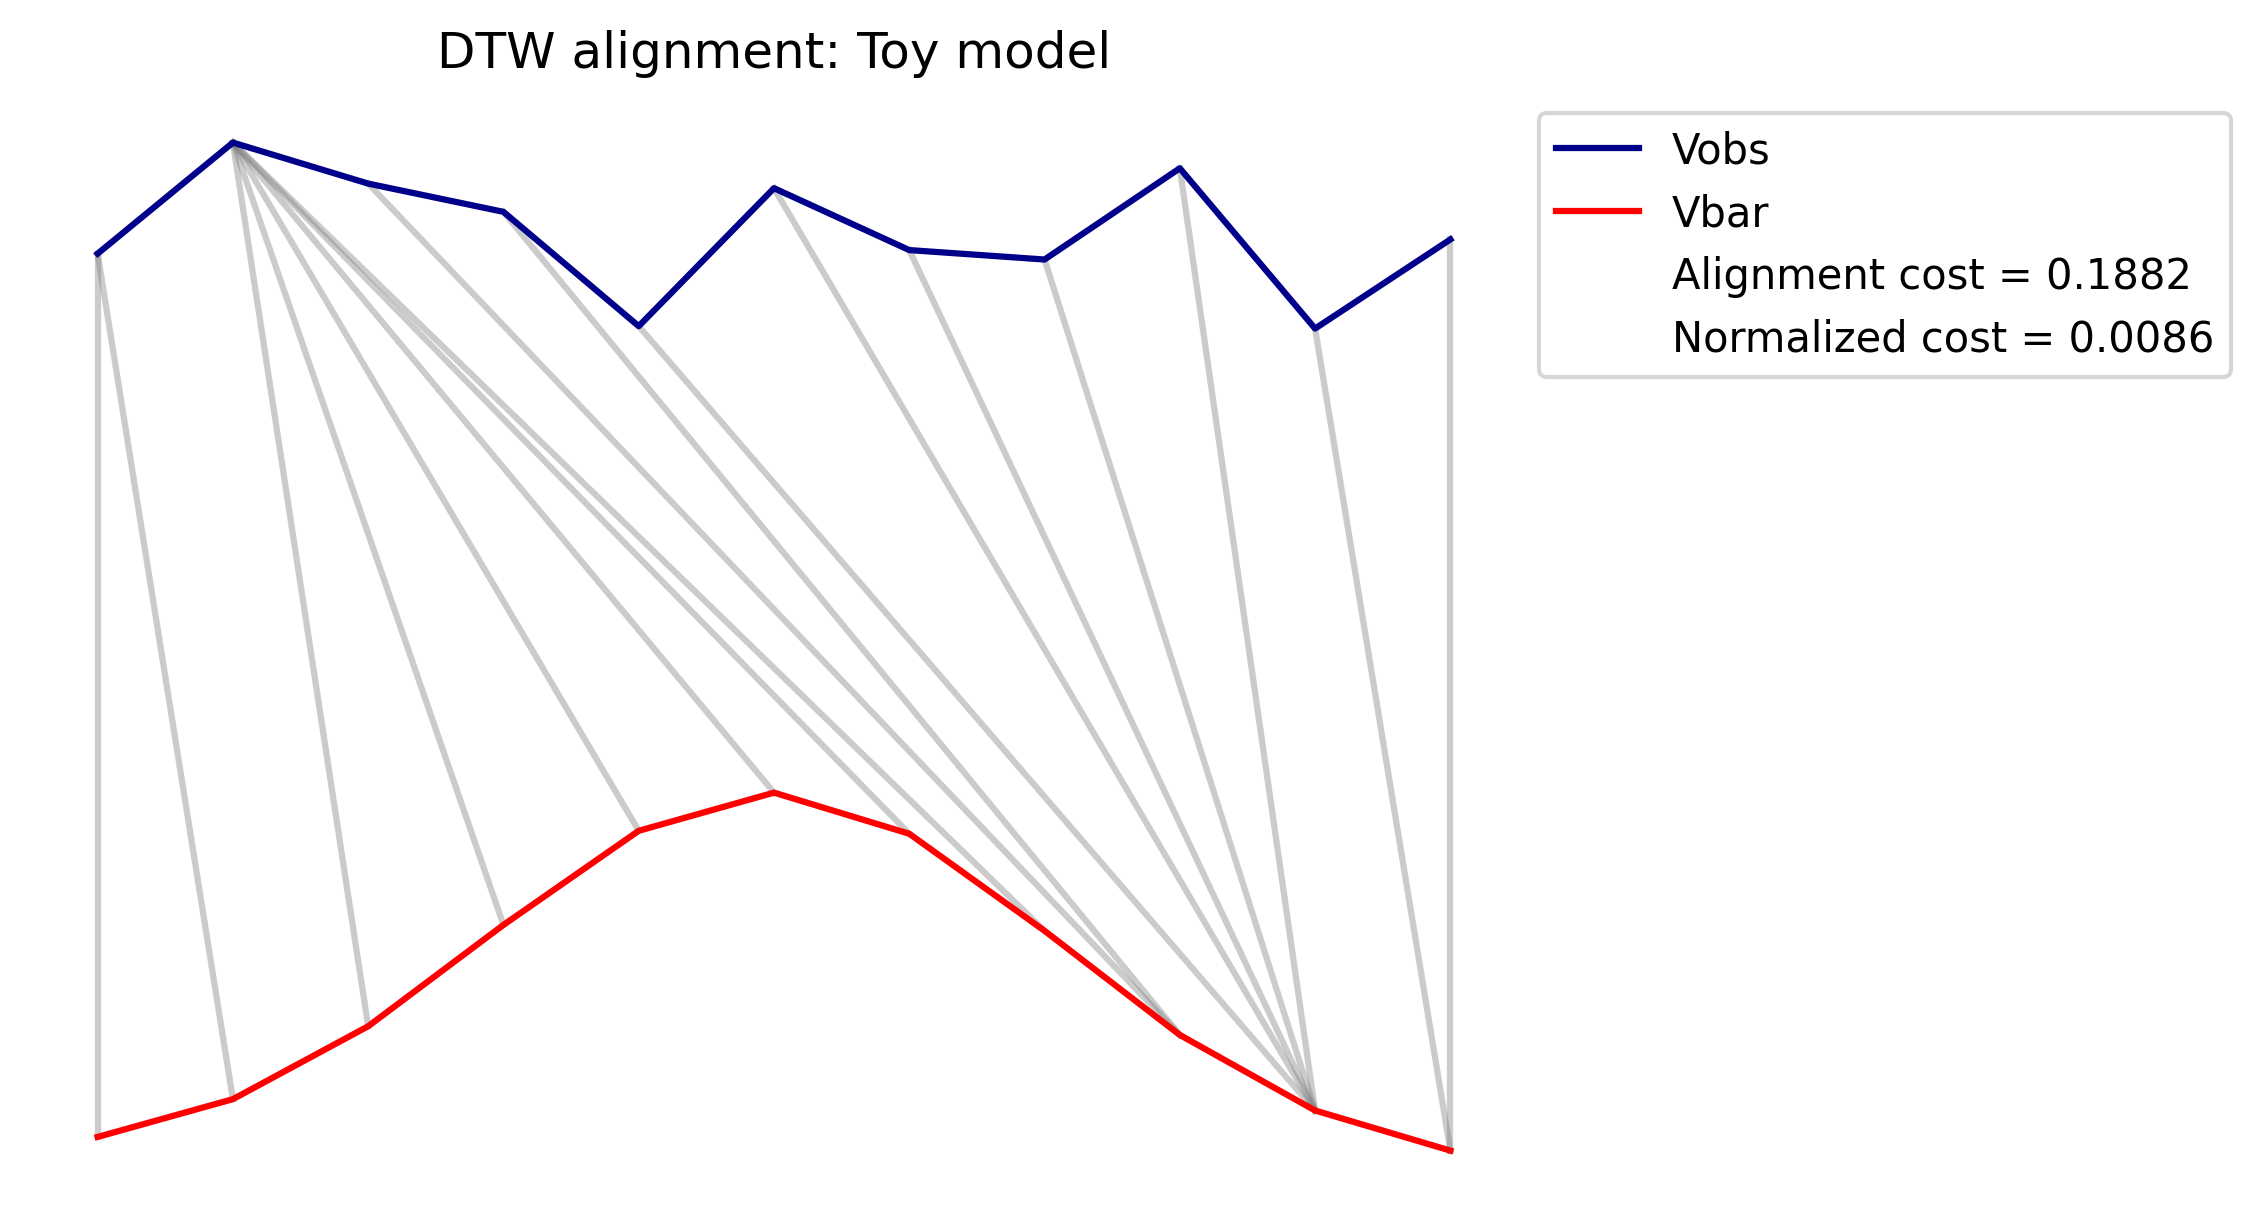 DTW alignment: Toy model
Vobs
Vbar
Alignment cost = 0.1882
Normalized cost = 0.0086